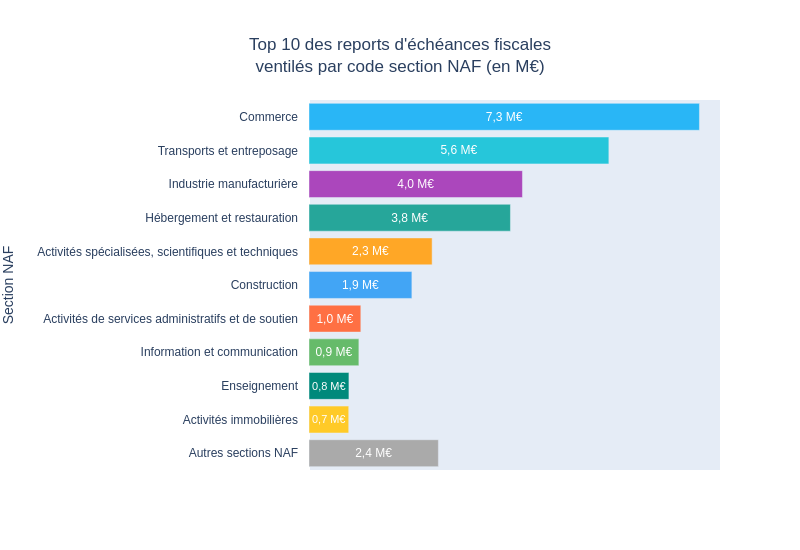 Top 10 des reports d'échéances fiscales
ventilés par code section NAF (en M€)
Section NAF
Commerce 7,3 M€
Transports et entreposage 5,6 M€
Industrie manufacturière 4,0 M€
Hébergement et restauration 3,8 M€
Activités spécialisées, scientifiques et techniques 2,3 M€
Construction 1,9 M€
Activités de services administratifs et de soutien 1,0 M€
Information et communication 0,9 M€
Enseignement 0,8 M€
Activités immobilières 0,7 M€
Autres sections NAF 2,4 M€